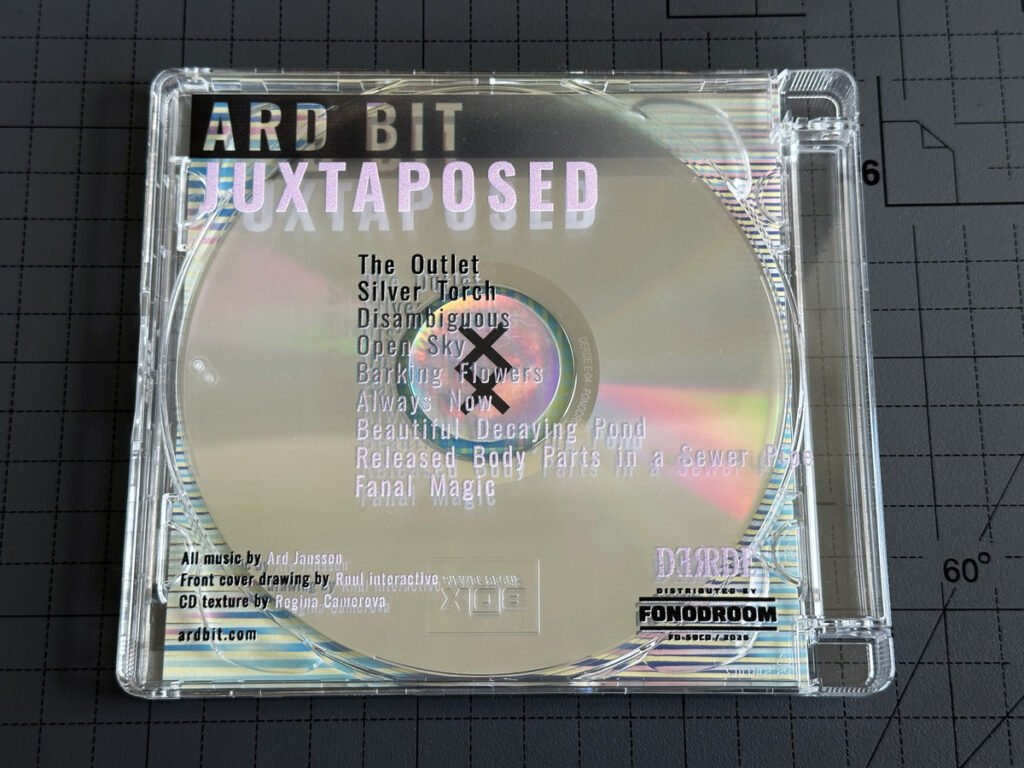 ARD BIT
JUXTAPOSED
The Outlet
Silver Torch
Disambiguous
Open Sky
Barking Flowers
Always Now
Beautiful Decaying Pond
Released Body Parts in a Sewer Pipe
Fanal Magic
All music by Ard Janssen
Front cover drawing by Rnul interactive
CD texture by Regina Camerova
ardbit.com
DISTRIBUTED BY
FONODROOM
6
60°